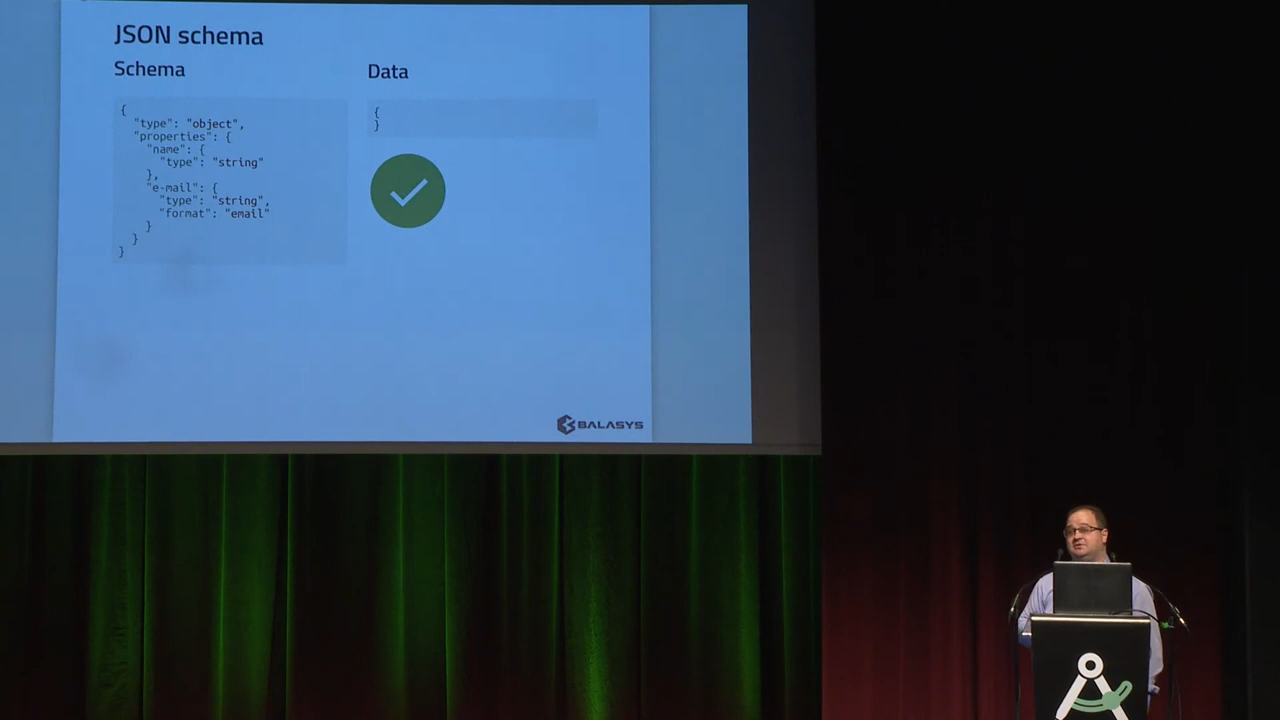 JSON schema
Schema
{
"type": "object",
"properties": {
"name": {
"type": "string"
},
"e-mail": {
"type": "string",
"format": "email"
}
}
}
Data
{
}
BALASYS